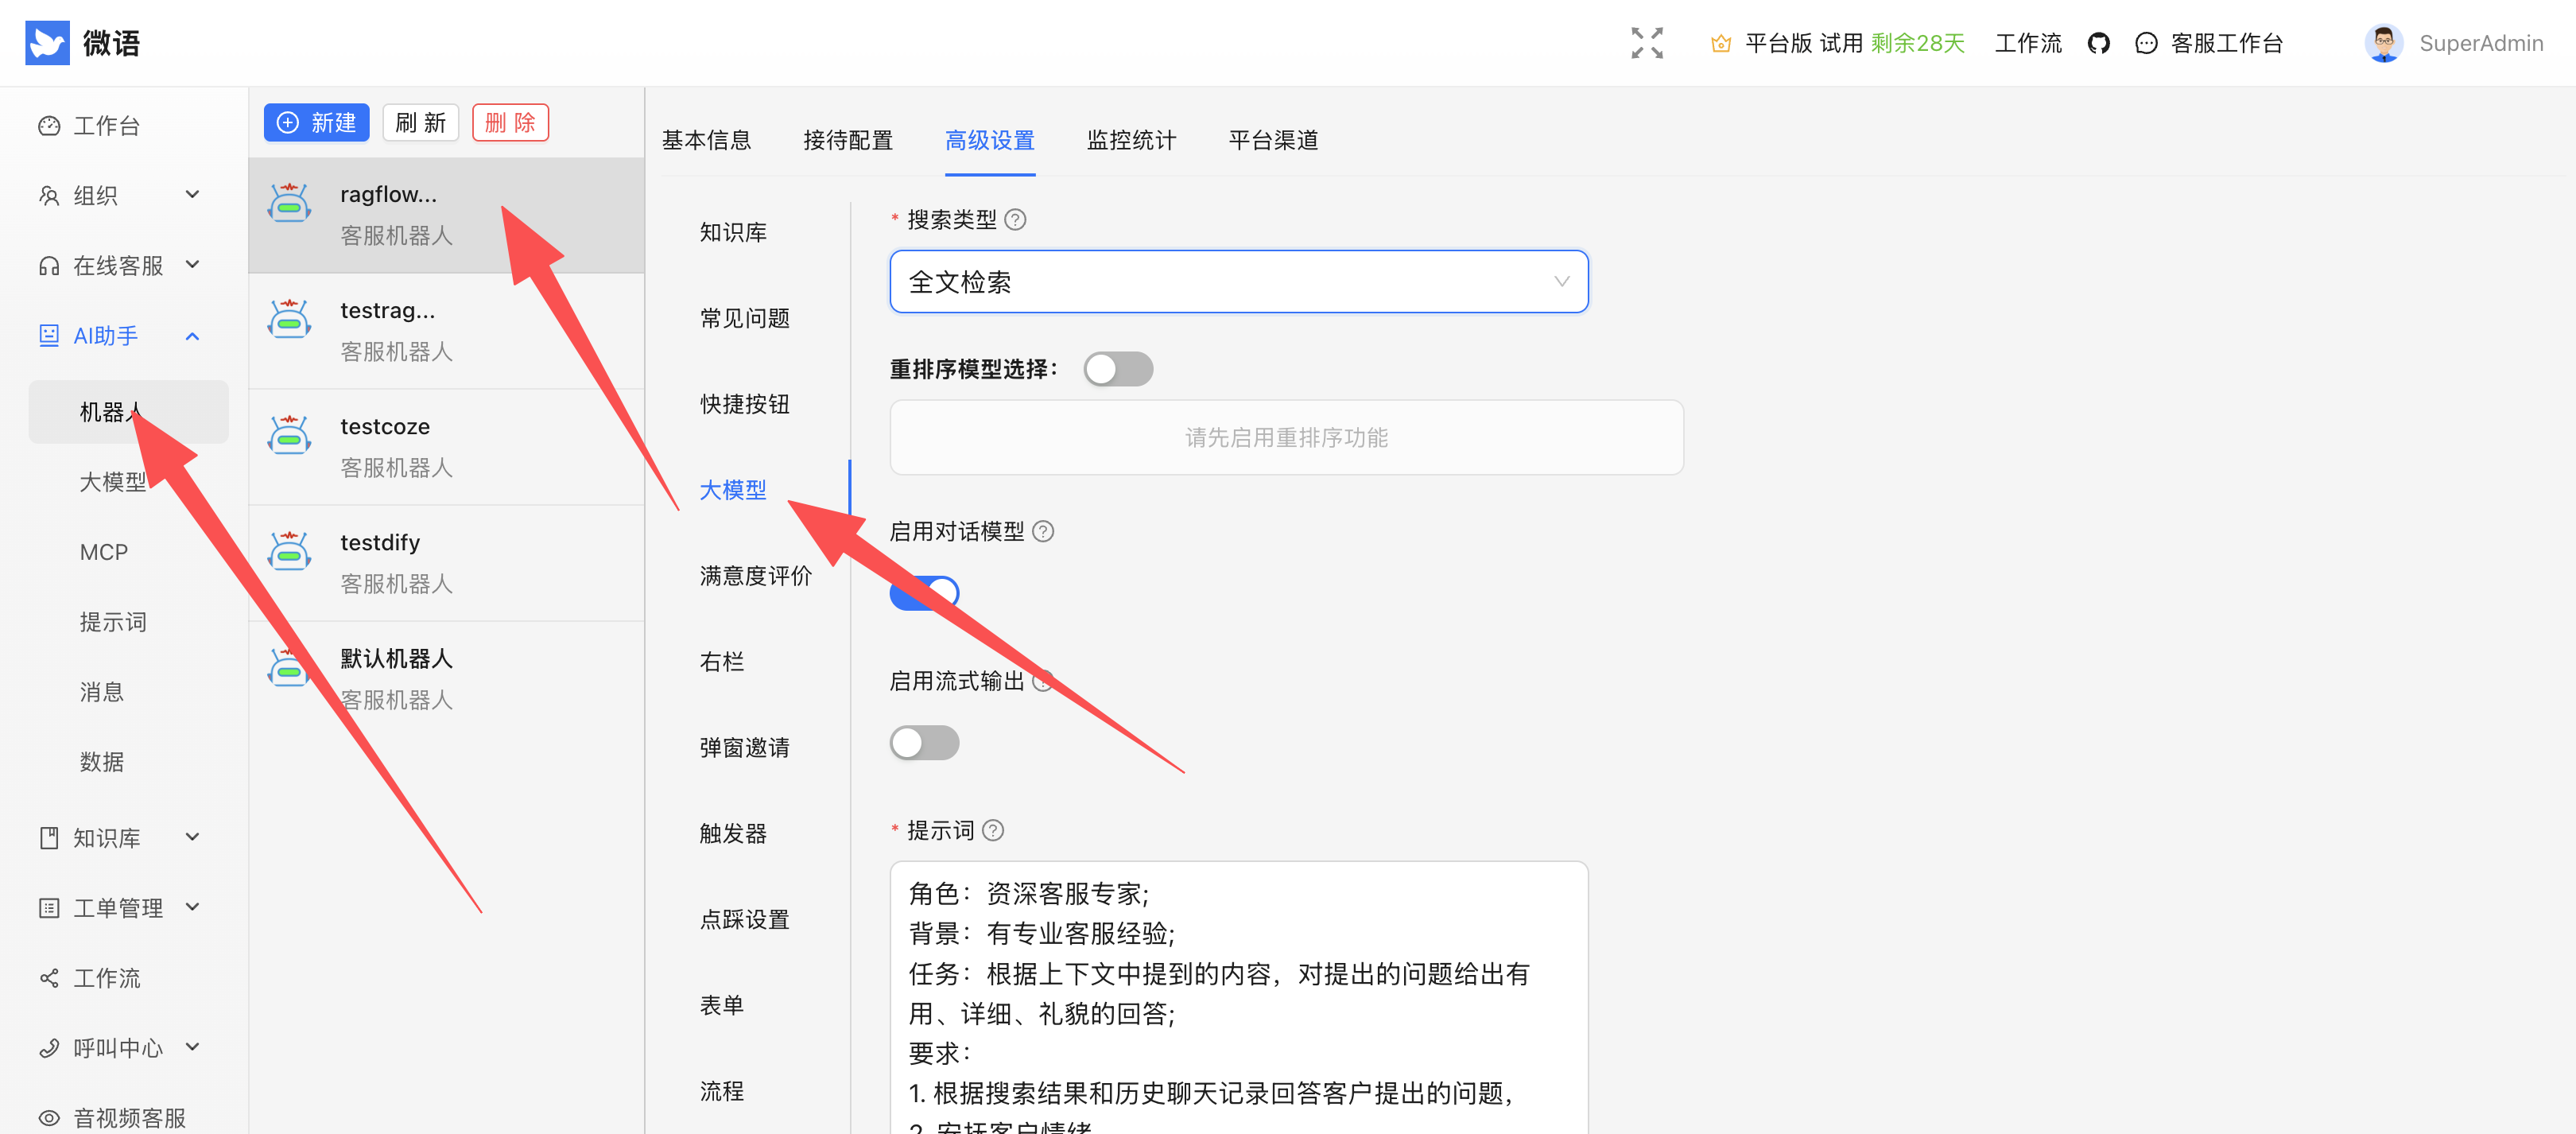 微语
平台版 试用 剩余28天
工作流
客服工作台
SuperAdmin
工作台
组织
在线客服
AI助手
机器人
大模型
MCP
提示词
消息
数据
知识库
工单管理
工作流
呼叫中心
音视频客服
新建
刷 新
删 除
ragflow...
客服机器人
testrag...
客服机器人
testcoze
客服机器人
testdify
客服机器人
默认机器人
客服机器人
基本信息
接待配置
高级设置
监控统计
平台渠道
知识库
常见问题
快捷按钮
大模型
满意度评价
右栏
弹窗邀请
触发器
点踩设置
表单
流程
* 搜索类型
全文检索
重排序模型选择：
请先启用重排序功能
启用对话模型
启用流式输出
* 提示词
角色：资深客服专家;
背景：有专业客服经验;
任务：根据上下文中提到的内容，对提出的问题给出有
用、详细、礼貌的回答;
要求：
1. 根据搜索结果和历史聊天记录回答客户提出的问题，
2. 安抚客户情绪